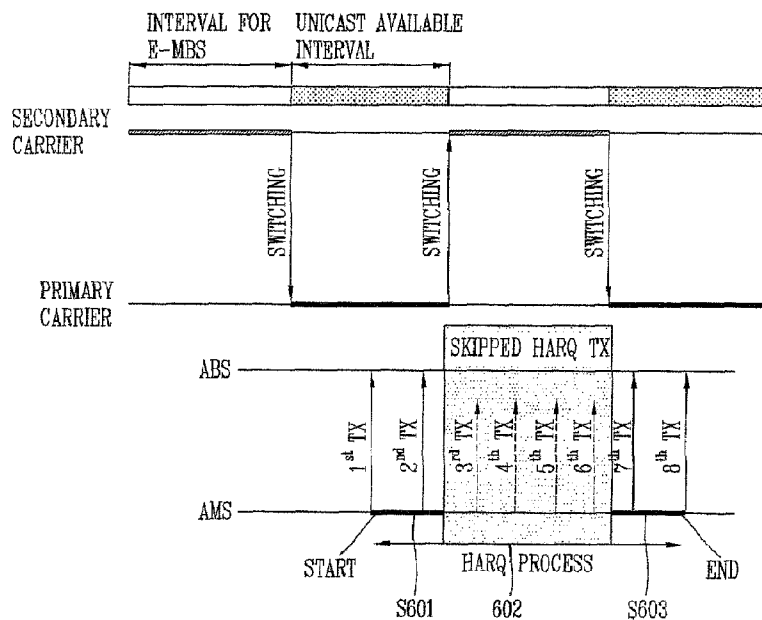 INTERVAL FOR
E-MBS
UNICAST AVAILABLE
INTERVAL
SECONDARY
CARRIER
SWITCHING
SWITCHING
SWITCHING
PRIMARY
CARRIER
SKIPPED HARQ TX
ABS
1st TX
2nd TX
3rd TX
4th TX
5th TX
6th TX
7th TX
8th TX
AMS
START
HARQ PROCESS
END
S601
602
S603